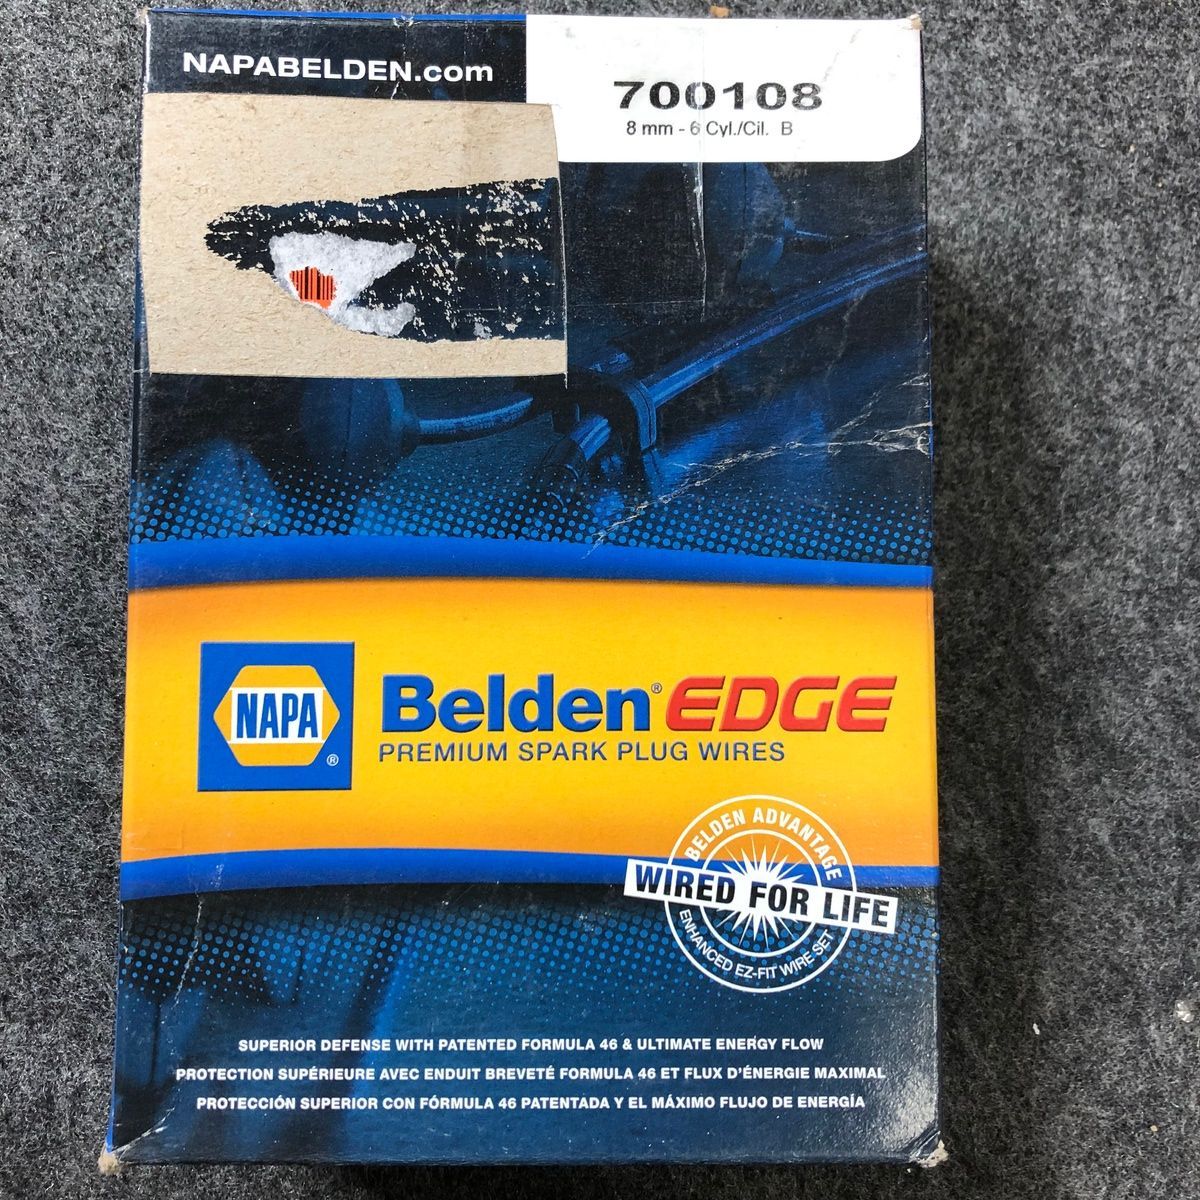 NAPABELDEN.com
700108
8 mm - 6 Cyl./Cil. B
NAPA
®
Belden® EDGE
PREMIUM SPARK PLUG WIRES
BELDEN ADVANTAGE
WIRED FOR LIFE
ENHANCED EZ-FIT WIRE SET
SUPERIOR DEFENSE WITH PATENTED FORMULA 46 & ULTIMATE ENERGY FLOW
PROTECTION SUPÉRIEURE AVEC ENDUIT BREVETÉ FORMULA 46 ET FLUX D'ÉNERGIE MAXIMAL
PROTECCIÓN SUPERIOR CON FÓRMULA 46 PATENTADA Y EL MÁXIMO FLUJO DE ENERGÍA